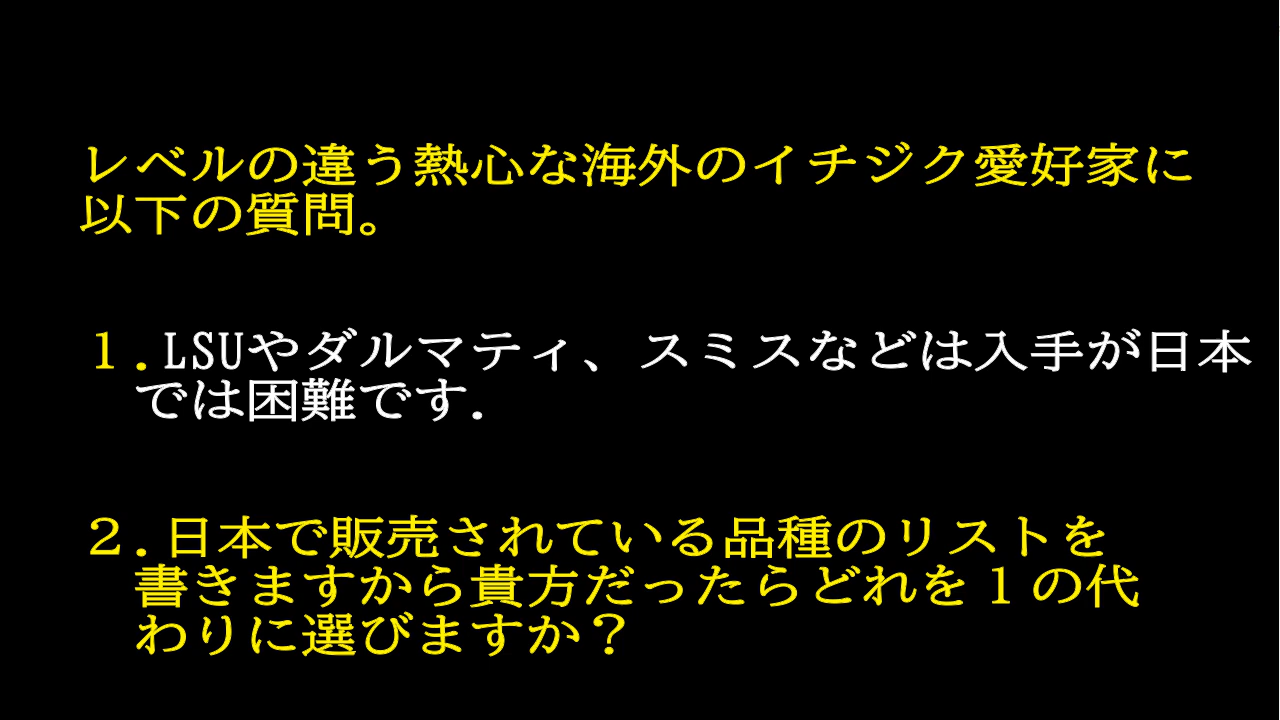 レベルの違う熱心な海外のイチジク愛好家に
以下の質問。
１.LSUやダルマティ、スミスなどは入手が日本
では困難です.
２.日本で販売されている品種のリストを
書きますから貴方だったらどれを１の代
わりに選びますか？